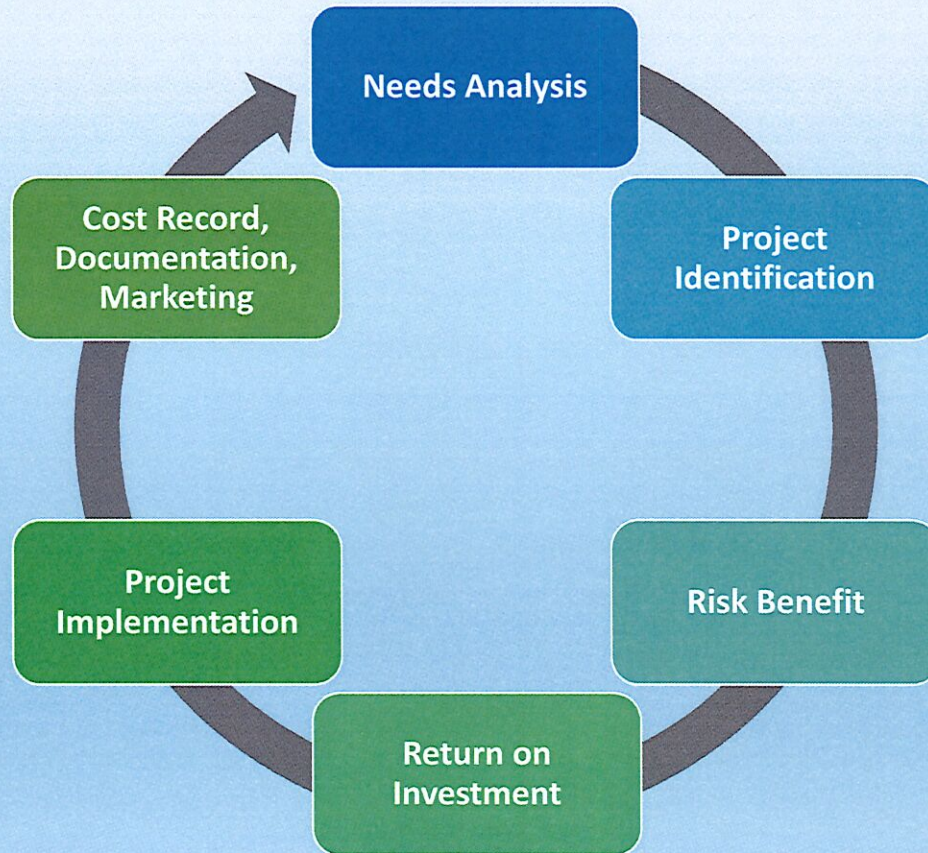 Needs Analysis
Project
Identification
Risk Benefit
Return on
Investment
Project
Implementation
Cost Record,
Documentation,
Marketing